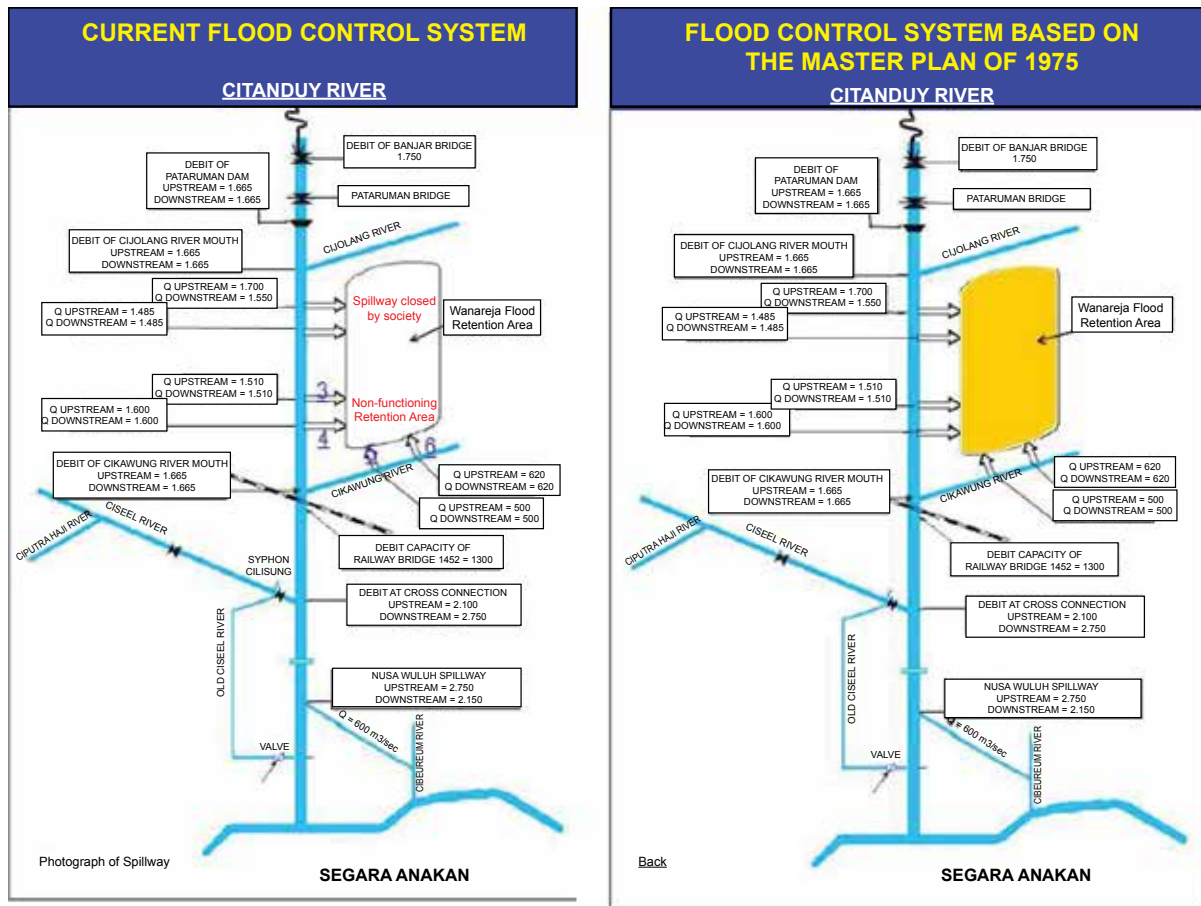 CURRENT FLOOD CONTROL SYSTEM
CITANDUY RIVER
DEBIT OF BANJAR BRIDGE
1.750
DEBIT OF
PATARUMAN DAM
UPSTREAM = 1.665
DOWNSTREAM = 1.665
PATARUMAN BRIDGE
CIJOLANG RIVER
DEBIT OF CIJOLANG RIVER MOUTH
UPSTREAM = 1.665
DOWNSTREAM = 1.665
Q UPSTREAM = 1.700
Q DOWNSTREAM = 1.550
Q UPSTREAM = 1.485
Q DOWNSTREAM = 1.485
Spillway closed
by society
Wanareja Flood
Retention Area
Q UPSTREAM = 1.510
Q DOWNSTREAM = 1.510
3
Q UPSTREAM = 1.600
Q DOWNSTREAM = 1.600
4
Non-functioning
Retention Area
5
6
DEBIT OF CIKAWUNG RIVER MOUTH
UPSTREAM = 1.665
DOWNSTREAM = 1.665
CIKAWUNG RIVER
Q UPSTREAM = 620
Q DOWNSTREAM = 620
Q UPSTREAM = 500
Q DOWNSTREAM = 500
CISEEL RIVER
CIPUTRA HAJI RIVER
DEBIT CAPACITY OF
RAILWAY BRIDGE 1452 = 1300
SYPHON
CILISUNG
DEBIT AT CROSS CONNECTION
UPSTREAM = 2.100
DOWNSTREAM = 2.750
OLD CISEEL RIVER
NUSA WULUH SPILLWAY
UPSTREAM = 2.750
DOWNSTREAM = 2.150
Q = 600 m3/sec
CIBEUREUM RIVER
VALVE
Photograph of Spillway
SEGARA ANAKAN
FLOOD CONTROL SYSTEM BASED ON
THE MASTER PLAN OF 1975
CITANDUY RIVER
DEBIT OF BANJAR BRIDGE
1.750
DEBIT OF
PATARUMAN DAM
UPSTREAM = 1.665
DOWNSTREAM = 1.665
PATARUMAN BRIDGE
CIJOLANG RIVER
DEBIT OF CIJOLANG RIVER MOUTH
UPSTREAM = 1.665
DOWNSTREAM = 1.665
Q UPSTREAM = 1.700
Q DOWNSTREAM = 1.550
Q UPSTREAM = 1.485
Q DOWNSTREAM = 1.485
Wanareja Flood
Retention Area
Q UPSTREAM = 1.510
Q DOWNSTREAM = 1.510
Q UPSTREAM = 1.600
Q DOWNSTREAM = 1.600
DEBIT OF CIKAWUNG RIVER MOUTH
UPSTREAM = 1.665
DOWNSTREAM = 1.665
CIKAWUNG RIVER
Q UPSTREAM = 620
Q DOWNSTREAM = 620
Q UPSTREAM = 500
Q DOWNSTREAM = 500
CISEEL RIVER
CIPUTRA HAJI RIVER
DEBIT CAPACITY OF
RAILWAY BRIDGE 1452 = 1300
DEBIT AT CROSS CONNECTION
UPSTREAM = 2.100
DOWNSTREAM = 2.750
OLD CISEEL RIVER
NUSA WULUH SPILLWAY
UPSTREAM = 2.750
DOWNSTREAM = 2.150
Q = 600 m3/sec
CIBEUREUM RIVER
VALVE
Back
SEGARA ANAKAN